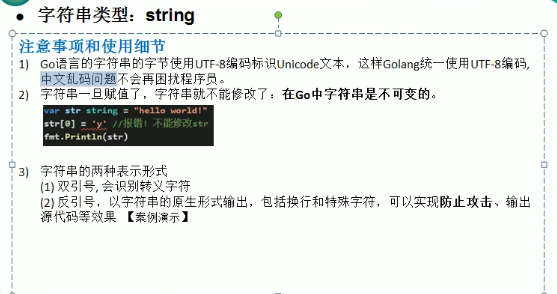 ● 字符串类型：string
注意事项和使用细节
1) Go语言的字符串的字节使用UTF-8编码标识Unicode文本，这样Golang统一使用UTF-8编码,
中文乱码问题不会再困扰程序员。
2) 字符串一旦赋值了，字符串就不能修改了：在Go中字符串是不可变的。
var str string = "hello world!"
str[0] = 'y' //报错! 不能修改str
fmt.Println(str)
3) 字符串的两种表示形式
(1) 双引号, 会识别转义字符
(2) 反引号，以字符串的原生形式输出，包括换行和特殊字符，可以实现防止攻击、输出
源代码等效果 【案例演示】